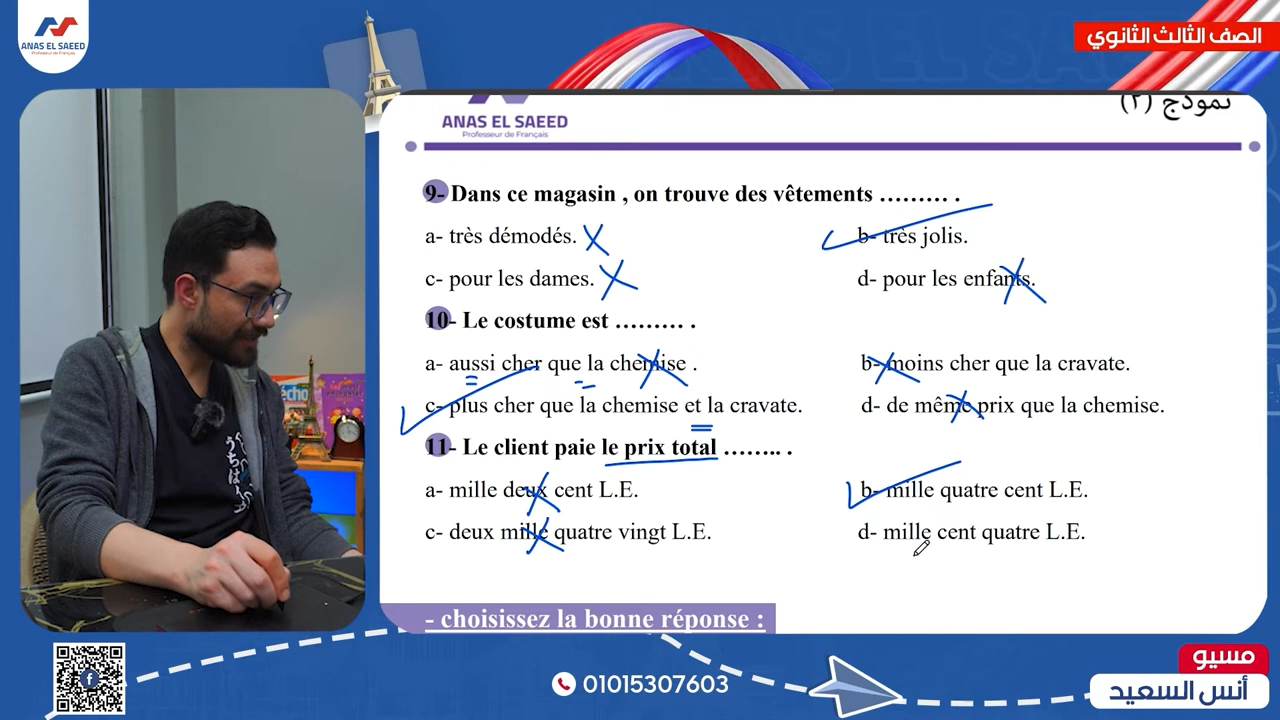 ANAS EL SAEED
Professeur de Français
الصف الثالث الثانوي
ANAS EL SAEED
Professeur de Français
نموذج (٢)
9- Dans ce magasin , on trouve des vêtements ……… .
a- très démodés.
b- très jolis.
c- pour les dames.
d- pour les enfants.
10- Le costume est ……… .
a- aussi cher que la chemise .
b- moins cher que la cravate.
c- plus cher que la chemise et la cravate.
d- de même prix que la chemise.
11- Le client paie le prix total …….. .
a- mille deux cent L.E.
b- mille quatre cent L.E.
c- deux mille quatre vingt L.E.
d- mille cent quatre L.E.
- choisissez la bonne réponse :
01015307603
مسيو
أنس السعيد